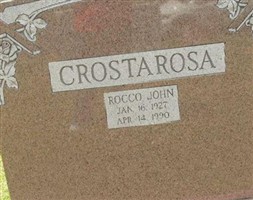 CROSTAROSA
ROCCO JOHN
JAN. 16. 1927
APR. 14. 1990